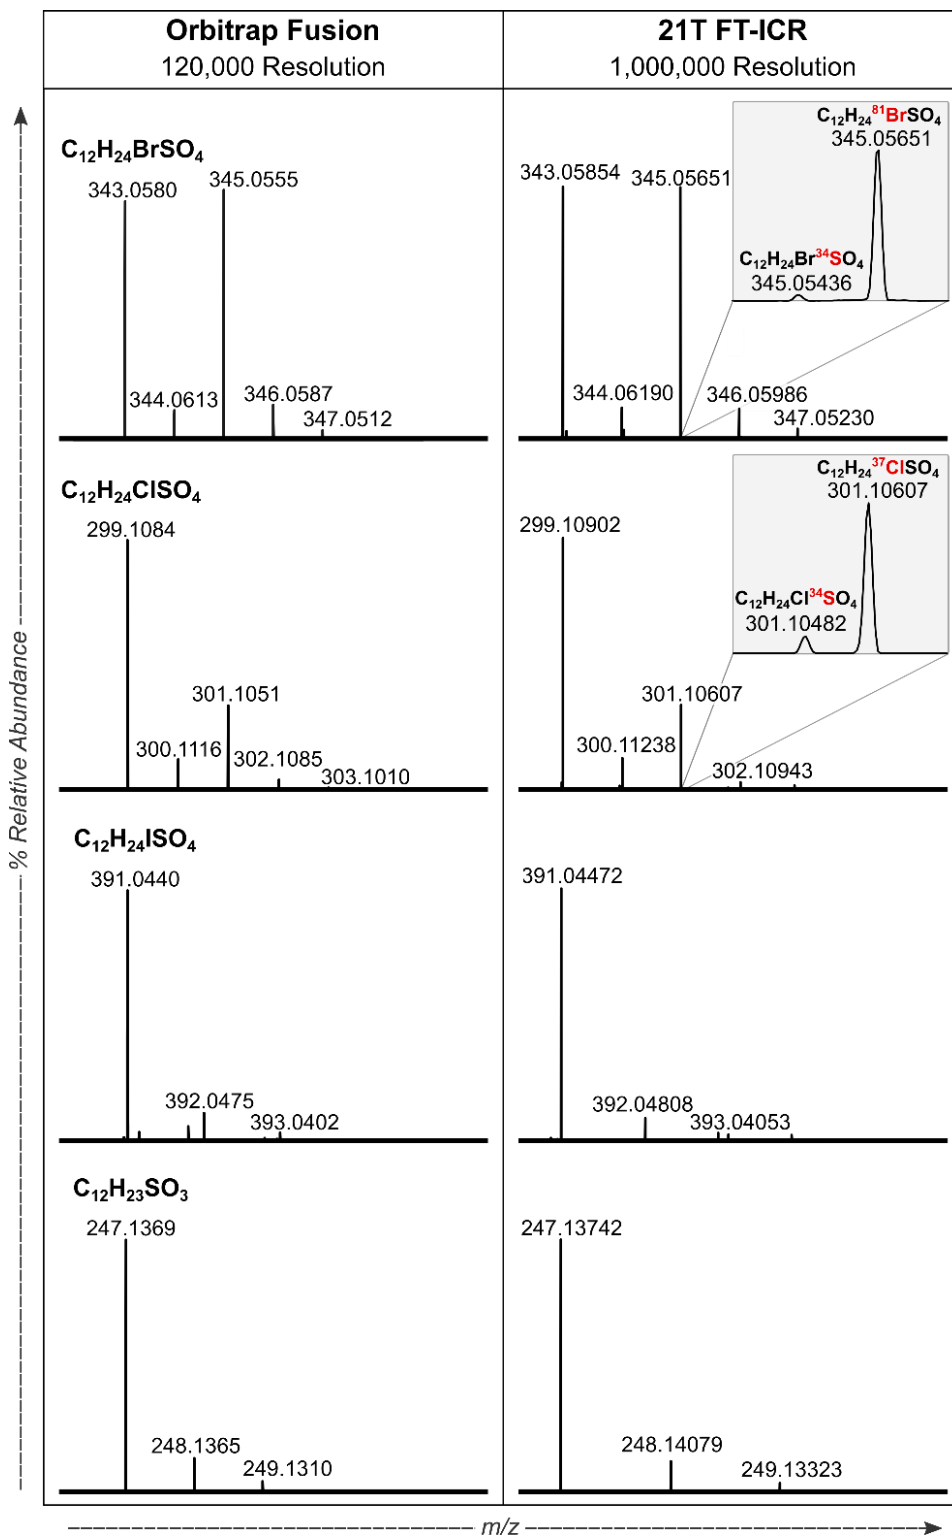 Orbitrap Fusion
120,000 Resolution
21T FT-ICR
1,000,000 Resolution
% Relative Abundance
C₁₂H₂₄BrSO₄
343.0580
345.0555
344.0613
346.0587
347.0512
343.05854
345.05651
344.06190
346.05986
347.05230
C₁₂H₂₄⁸¹BrSO₄
345.05651
C₁₂H₂₄Br³⁴SO₄
345.05436
C₁₂H₂₄ClSO₄
299.1084
301.1051
300.1116
302.1085
303.1010
299.10902
301.10607
300.11238
302.10943
C₁₂H₂₄³⁷ClSO₄
301.10607
C₁₂H₂₄Cl³⁴SO₄
301.10482
C₁₂H₂₄ISO₄
391.0440
392.0475
393.0402
391.04472
392.04808
393.04053
C₁₂H₂₃SO₃
247.1369
248.1365
249.1310
247.13742
248.14079
249.13323
m/z